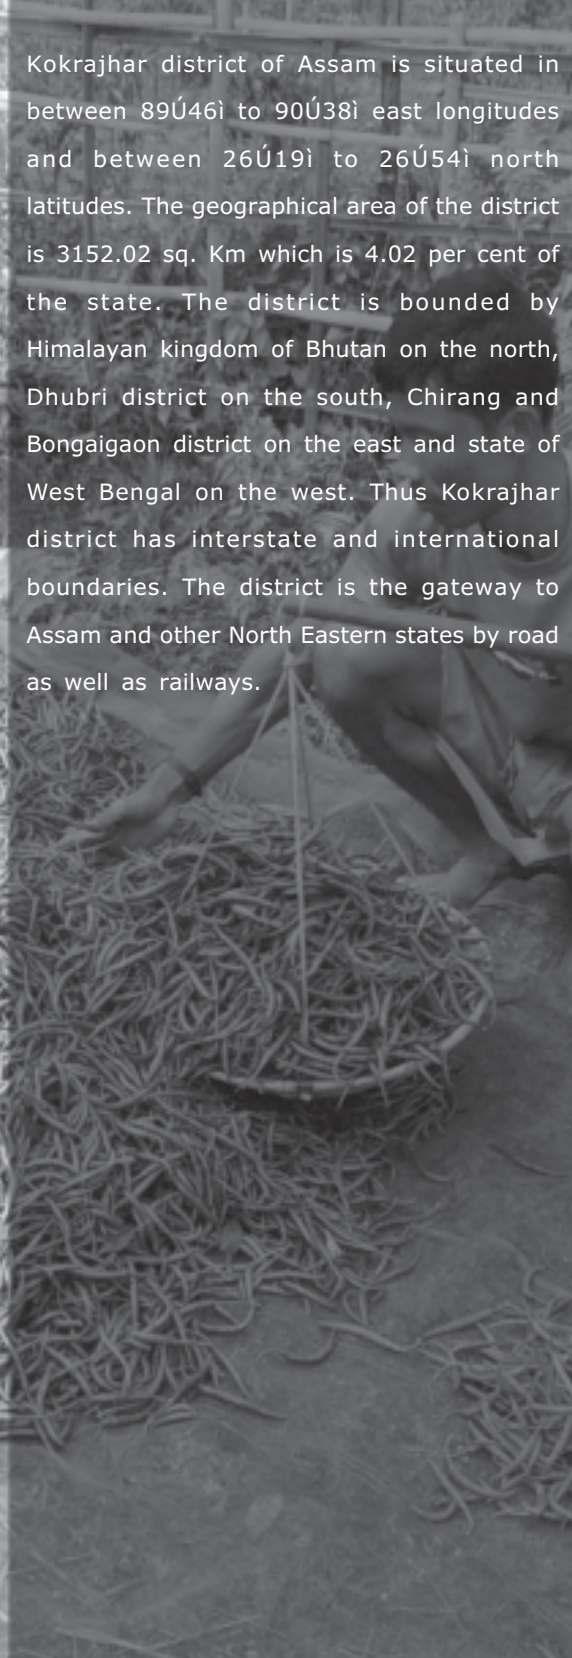 Kokrajhar district of Assam is situated in
between 89Ú46ì to 90Ú38ì east longitudes
and between 26Ú19ì to 26Ú54ì north
latitudes. The geographical area of the district
is 3152.02 sq. Km which is 4.02 per cent of
the state. The district is bounded by
Himalayan kingdom of Bhutan on the north,
Dhubri district on the south, Chirang and
Bongaigaon district on the east and state of
West Bengal on the west. Thus Kokrajhar
district has interstate and international
boundaries. The district is the gateway to
Assam and other North Eastern states by road
as well as railways.